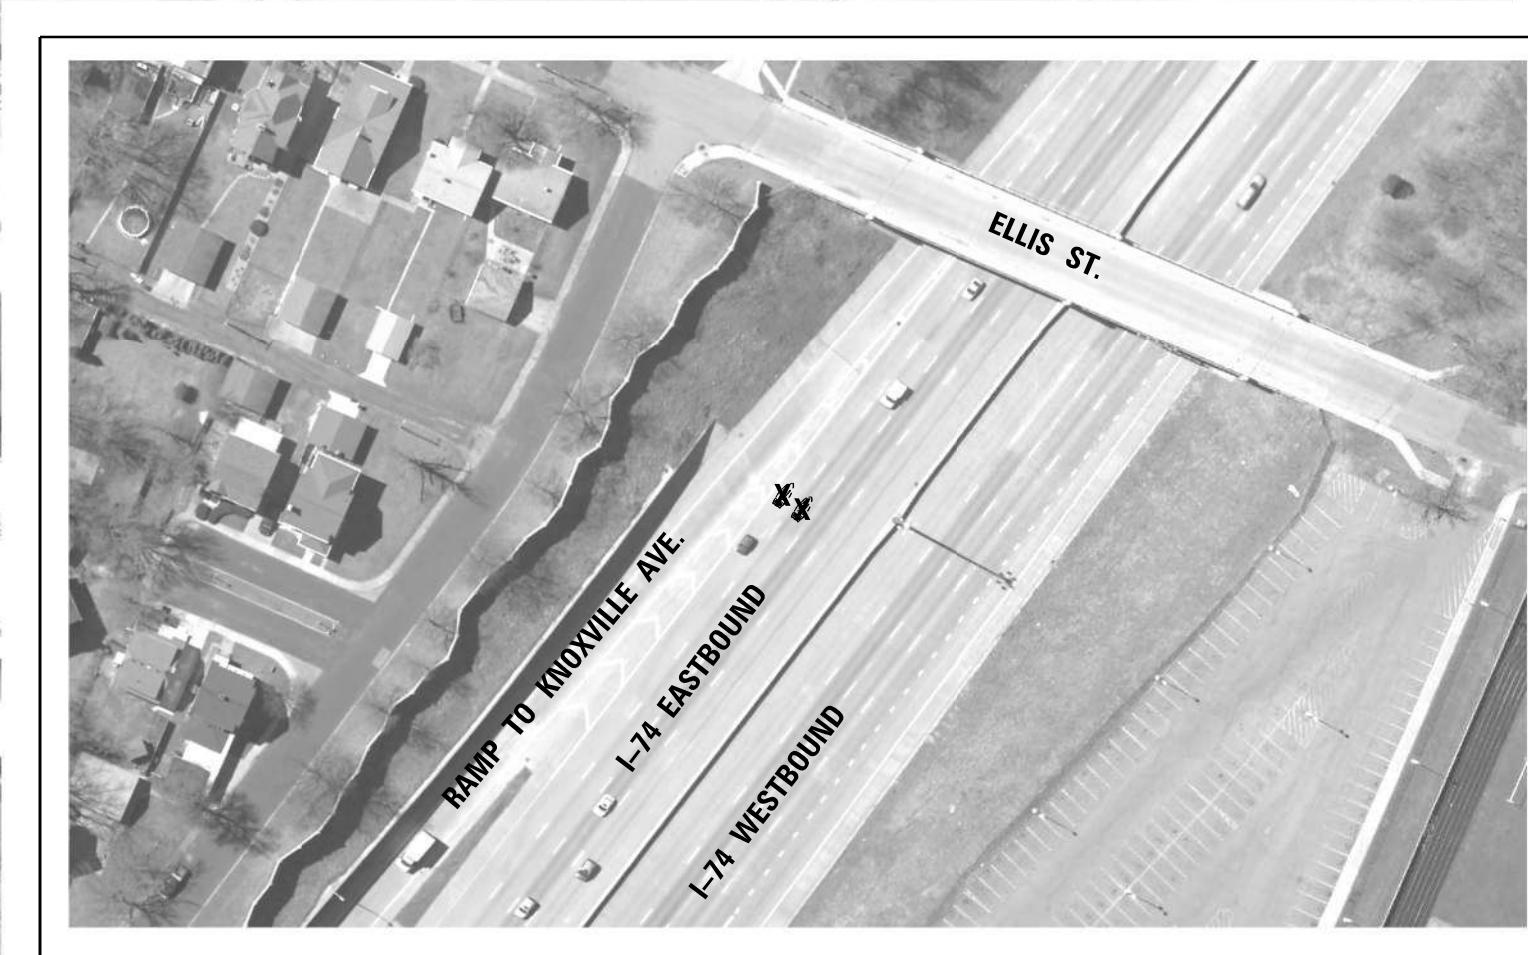 ELLIS ST.
X
X
RAMP TO KNOXVILLE AVE.
I-74 EASTBOUND
I-74 WESTBOUND